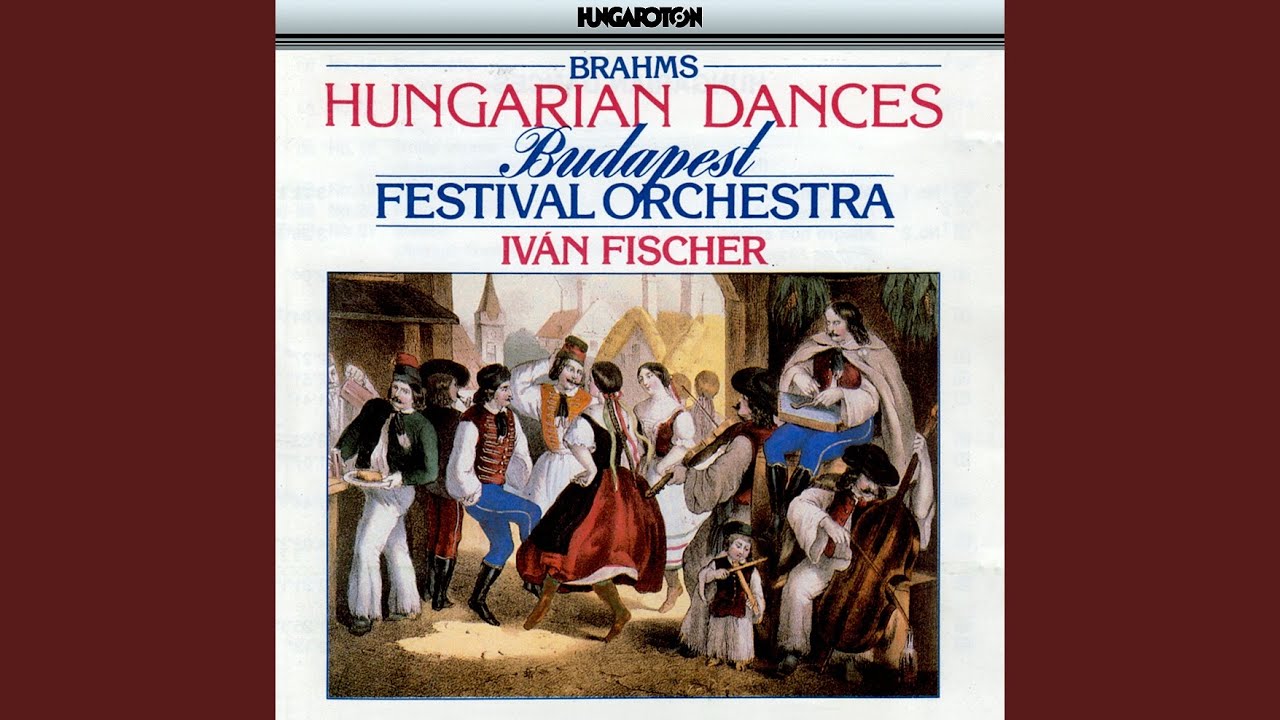 HUNGAROTON
BRAHMS
HUNGARIAN DANCES
Budapest
FESTIVAL ORCHESTRA
IVÁN FISCHER